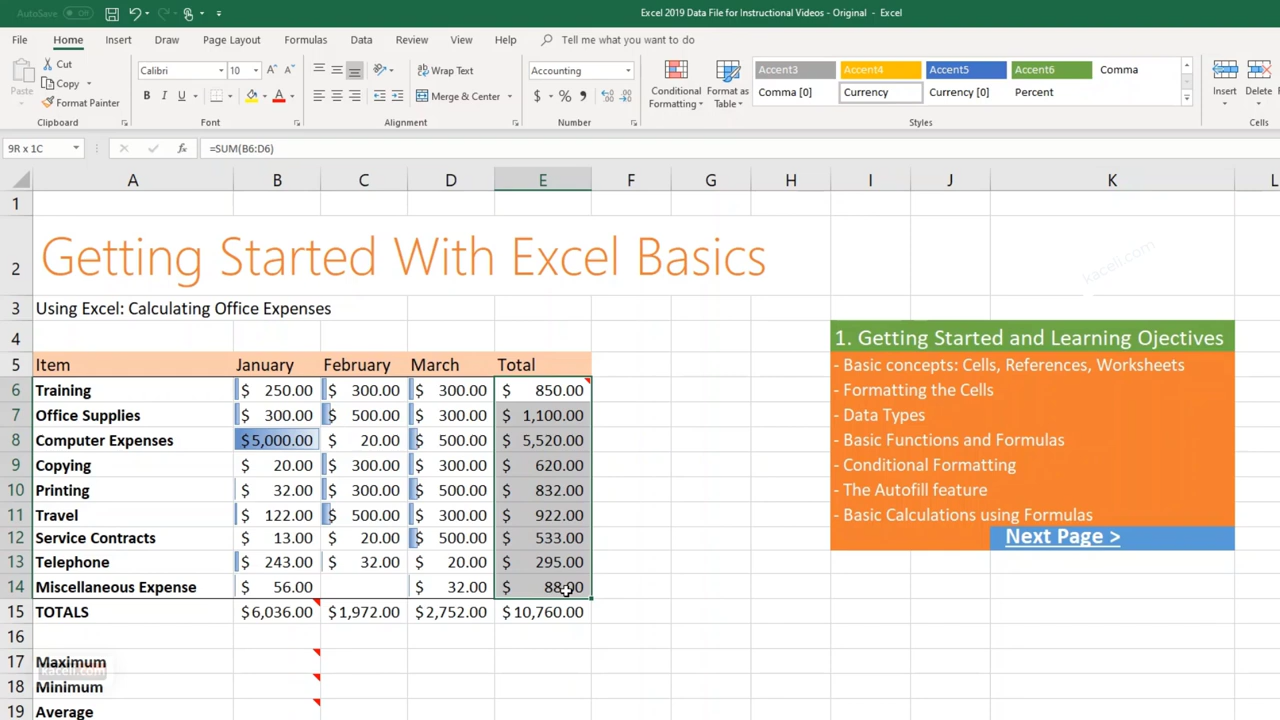 AutoSave Off
Excel 2019 Data File for Instructional Videos - Original - Excel
File Home Insert Draw Page Layout Formulas Data Review View Help Tell me what you want to do
Paste Cut Copy Format Painter Clipboard
Calibri 10 B I U A Font
Wrap Text Merge & Center Alignment
Accounting $ % , Number
Conditional Formatting Format as Table
Accent3 Accent4 Accent5 Accent6 Comma
Comma [0] Currency Currency [0] Percent
Styles
Insert Delete Cells
9R x 1C fx =SUM(B6:D6)
A B C D E F G H I J K L
1
2 Getting Started With Excel Basics
kaceli.com
3 Using Excel: Calculating Office Expenses
4 1. Getting Started and Learning Ojectives
5 Item January February March Total - Basic concepts: Cells, References, Worksheets
6 Training $ 250.00 $ 300.00 $ 300.00 $ 850.00 - Formatting the Cells
7 Office Supplies $ 300.00 $ 500.00 $ 300.00 $ 1,100.00 - Data Types
8 Computer Expenses $5,000.00 $ 20.00 $ 500.00 $ 5,520.00 - Basic Functions and Formulas
9 Copying $ 20.00 $ 300.00 $ 300.00 $ 620.00 - Conditional Formatting
10 Printing $ 32.00 $ 300.00 $ 500.00 $ 832.00 - The Autofill feature
11 Travel $ 122.00 $ 500.00 $ 300.00 $ 922.00 - Basic Calculations using Formulas
12 Service Contracts $ 13.00 $ 20.00 $ 500.00 $ 533.00 Next Page >
13 Telephone $ 243.00 $ 32.00 $ 20.00 $ 295.00
14 Miscellaneous Expense $ 56.00 $ 32.00 $ 88.00
15 TOTALS $6,036.00 $1,972.00 $2,752.00 $10,760.00
16
17 Maximum
kaceli.com
18 Minimum
19 Average